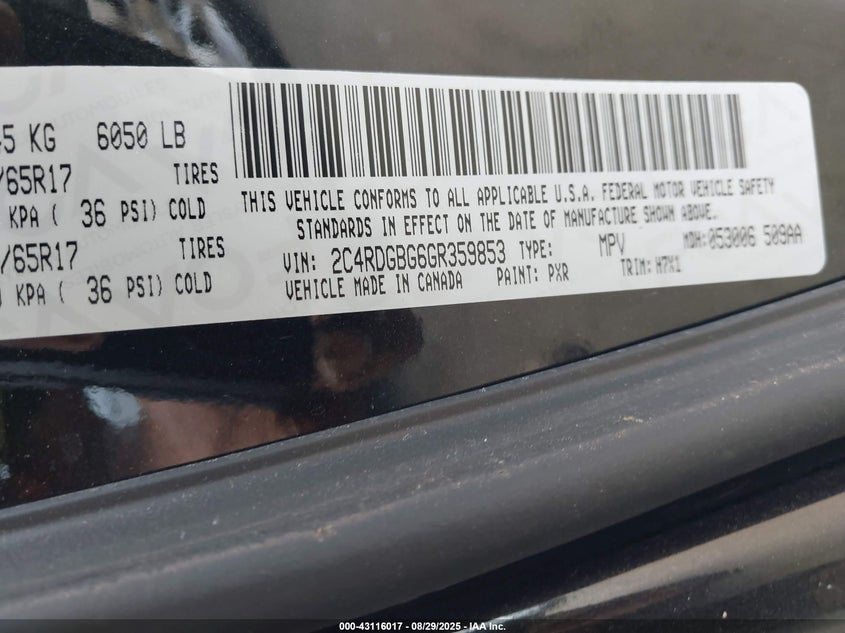 5 KG 6050 LB
/65R17 TIRES
KPA ( 36 PSI) COLD
/65R17 TIRES
KPA ( 36 PSI) COLD
THIS VEHICLE CONFORMS TO ALL APPLICABLE U.S.A. FEDERAL MOTOR VEHICLE SAFETY
STANDARDS IN EFFECT ON THE DATE OF MANUFACTURE SHOWN ABOVE.
VIN: 2C4RDGBG6GR359853 TYPE: MPV MDH: 053006 509AA
VEHICLE MADE IN CANADA PAINT: PXR TRIM: H7X1
000-43116017 - 08/29/2025 - IAA Inc.